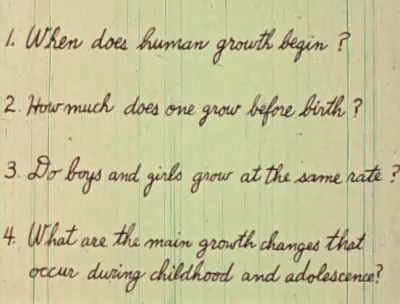 1. When does human growth begin?
2. How much does one grow before birth?
3. Do boys and girls grow at the same rate?
4. What are the main growth changes that
occur during childhood and adolescence?